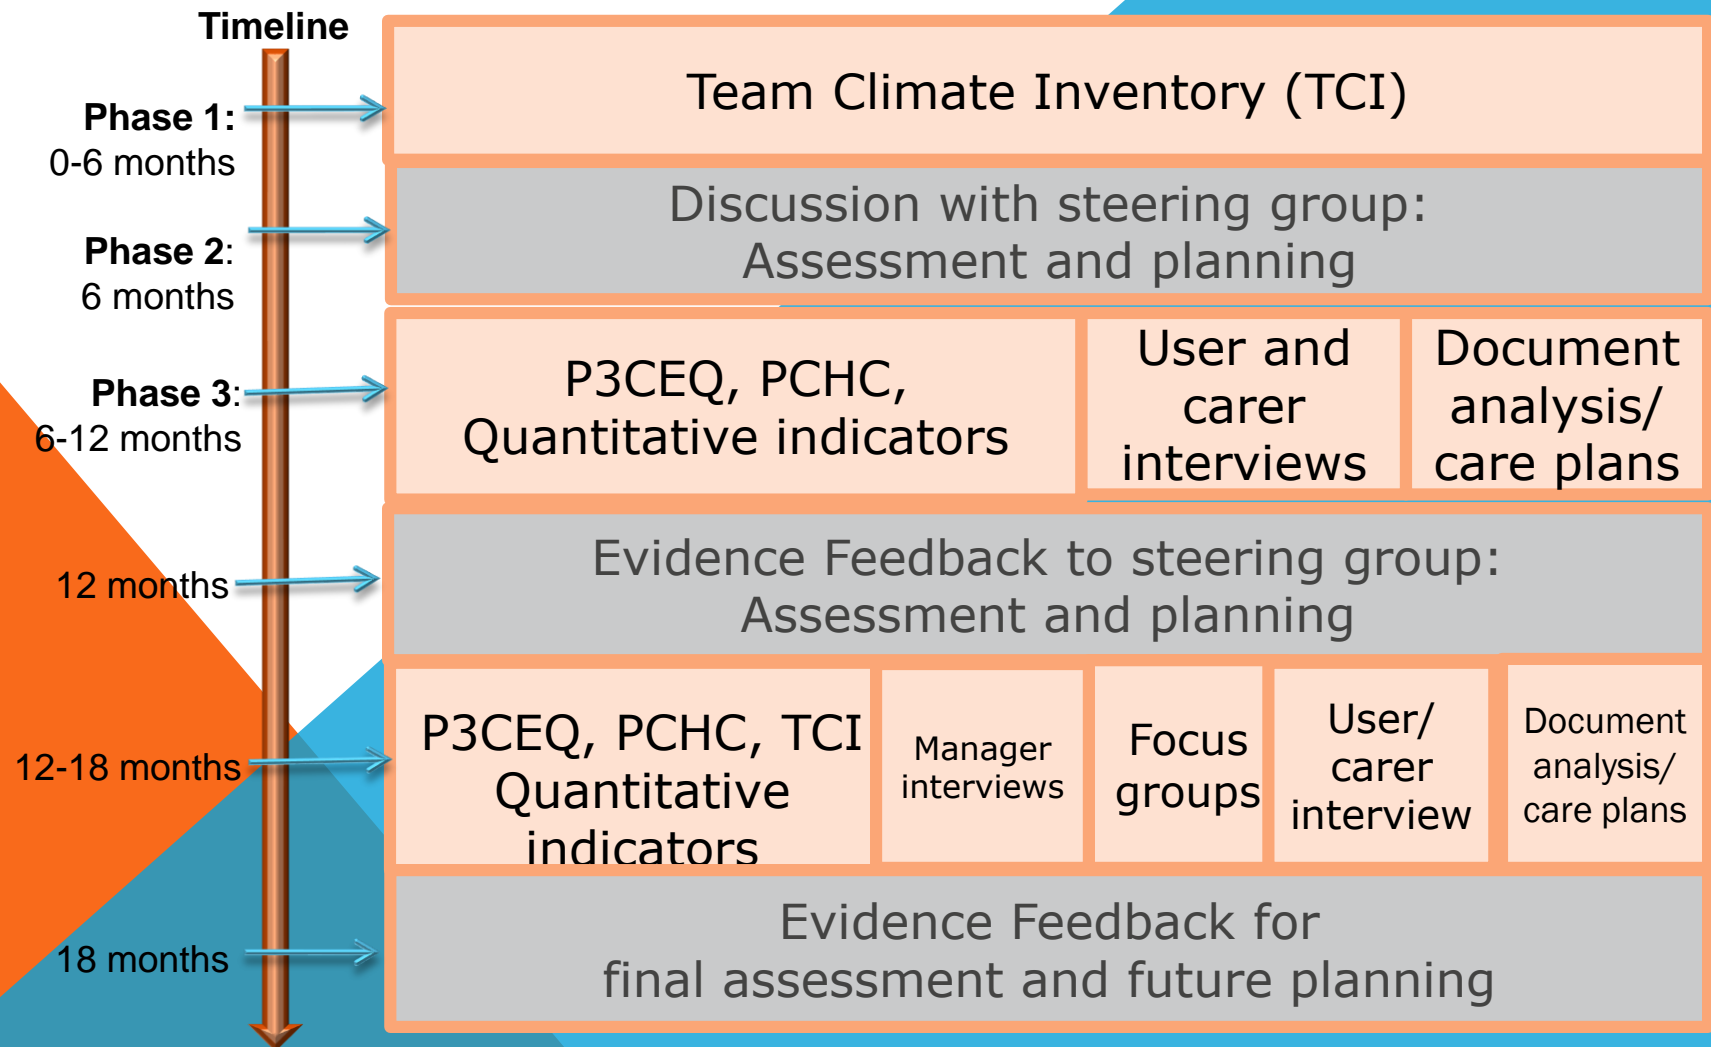 Timeline
Team Climate Inventory (TCI)
Phase 1:
0-6 months
Discussion with steering group:
Assessment and planning
Phase 2:
6 months
P3CEQ, PCHC,
Quantitative indicators
User and
carer
interviews
Document
analysis/
care plans
Phase 3:
6-12 months
Evidence Feedback to steering group:
Assessment and planning
12 months
P3CEQ, PCHC, TCI
Quantitative
indicators
Manager
interviews
Focus
groups
User/
carer
interview
Document
analysis/
care plans
12-18 months
Evidence Feedback for
final assessment and future planning
18 months